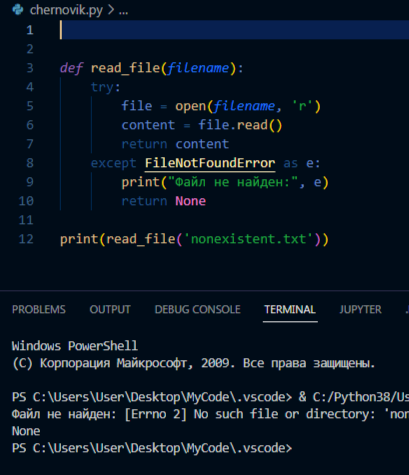 chernovik.py > ...
1
2
3 def read_file(filename):
4 try:
5 file = open(filename, 'r')
6 content = file.read()
7 return content
8 except FileNotFoundError as e:
9 print("Файл не найден:", e)
10 return None
11
12 print(read_file('nonexistent.txt'))
PROBLEMS OUTPUT DEBUG CONSOLE TERMINAL JUPYTER
Windows PowerShell
(C) Корпорация Майкрософт, 2009. Все права защищены.
PS C:\Users\User\Desktop\MyCode\.vscode> & C:/Python38/Us
Файл не найден: [Errno 2] No such file or directory: 'non
None
PS C:\Users\User\Desktop\MyCode\.vscode>